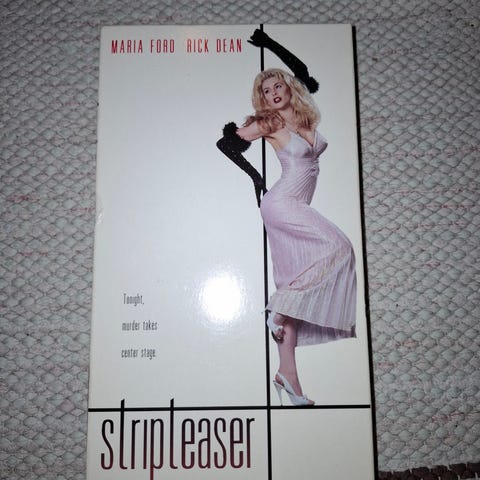 MARIA FORD RICK DEAN
Tonight,
murder takes
center stage.
stripteaser